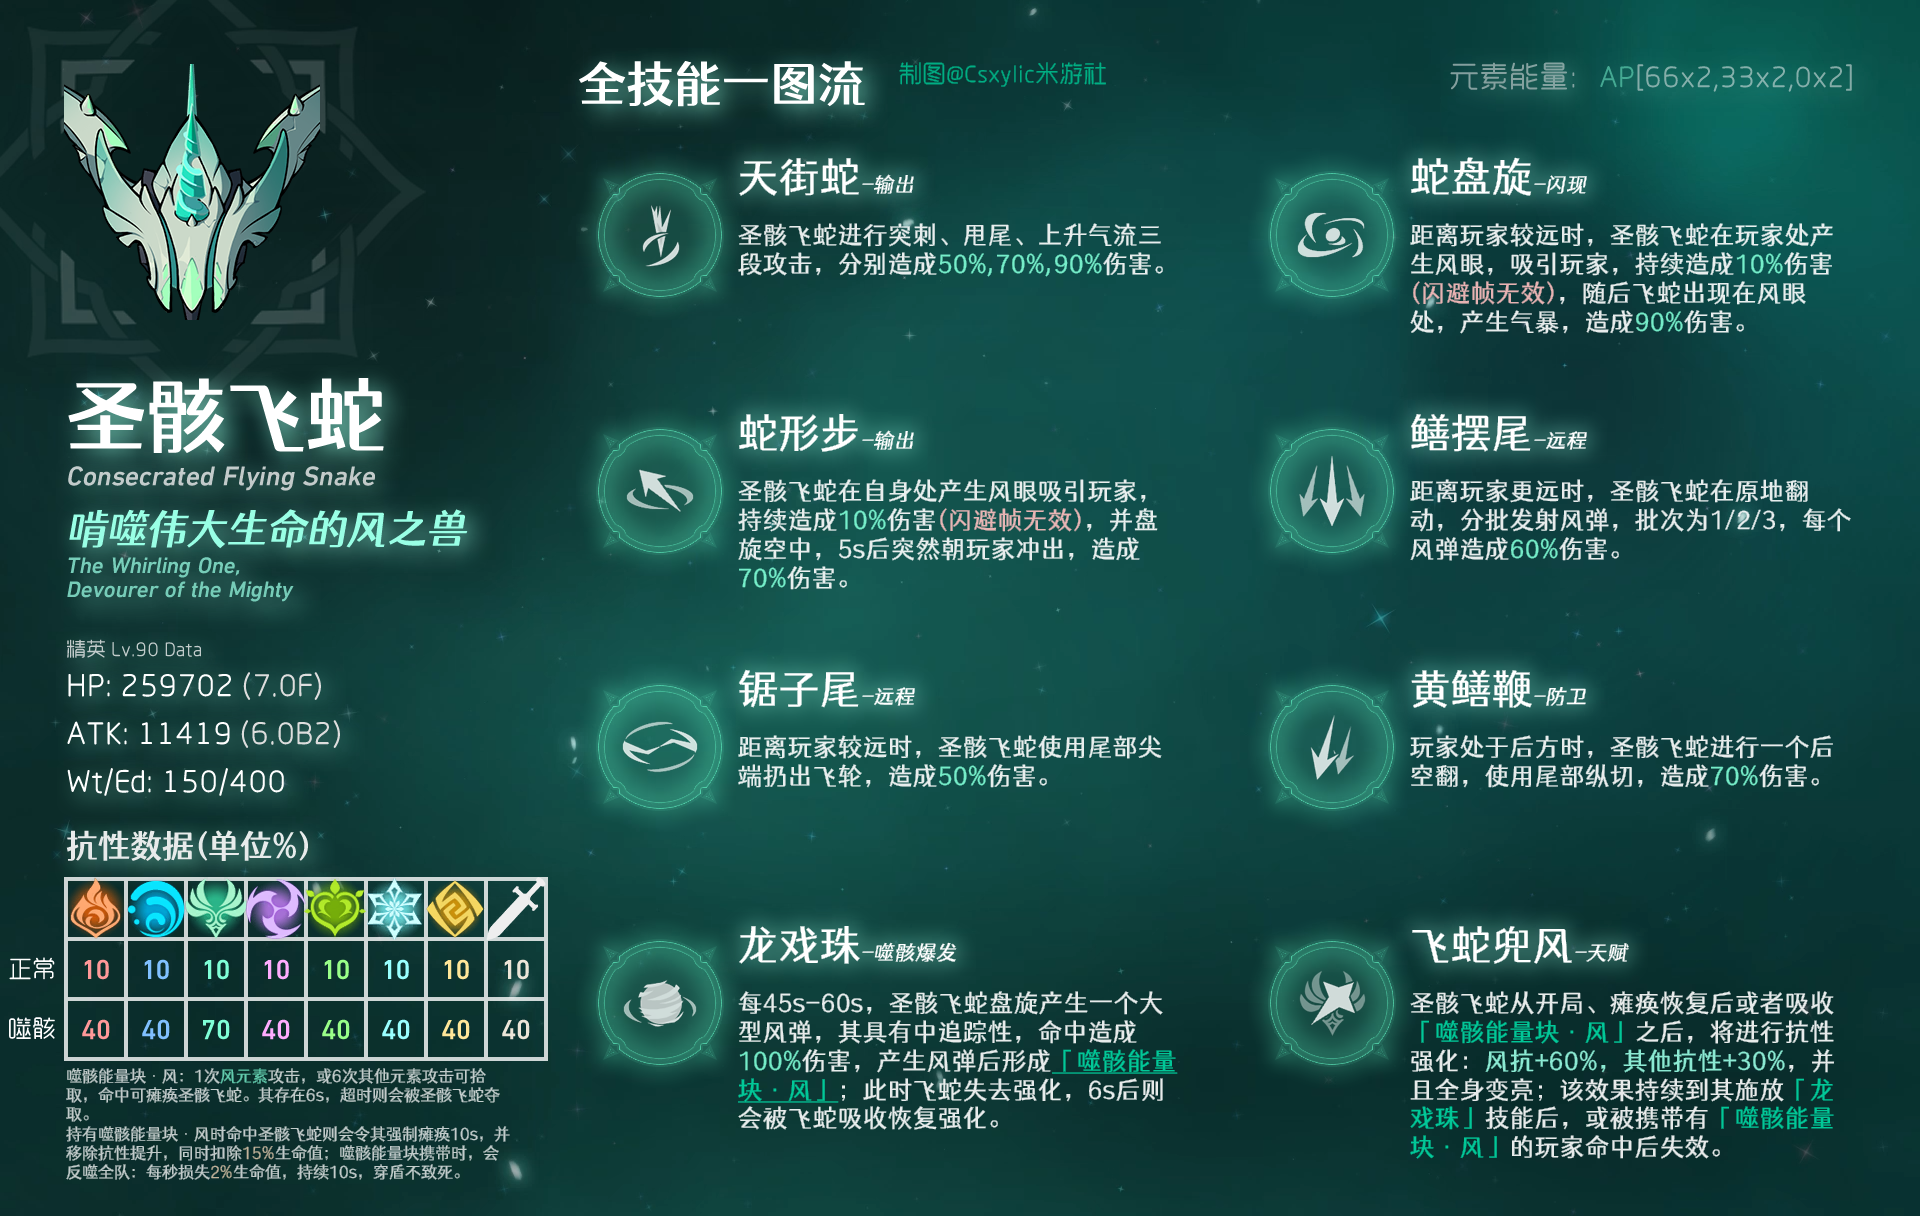 全技能一图流
制图@Csxylic米游社
元素能量： AP[66x2,33x2,0x2]
圣骸飞蛇
Consecrated Flying Snake
啃噬伟大生命的风之兽
The Whirling One,
Devourer of the Mighty
精英 Lv.90 Data
HP: 259702 (7.0F)
ATK: 11419 (6.0B2)
Wt/Ed: 150/400
抗性数据(单位%)
正常 10 10 10 10 10 10 10 10
噬骸 40 40 70 40 40 40 40 40
噬骸能量块 · 风：1次风元素攻击，或6次其他元素攻击可拾
取，命中可瘫痪圣骸飞蛇。其存在6s，超时则会被圣骸飞蛇夺
取。
持有噬骸能量块 · 风时命中圣骸飞蛇则会令其强制瘫痪10s，并
移除抗性提升，同时扣除15%生命值；噬骸能量块携带时，会
反噬全队：每秒损失2%生命值，持续10s，穿盾不致死。
天街蛇–输出
圣骸飞蛇进行突刺、甩尾、上升气流三
段攻击，分别造成50%,70%,90%伤害。
蛇盘旋–闪现
距离玩家较远时，圣骸飞蛇在玩家处产
生风眼，吸引玩家，持续造成10%伤害
(闪避帧无效)，随后飞蛇出现在风眼
处，产生气暴，造成90%伤害。
蛇形步–输出
圣骸飞蛇在自身处产生风眼吸引玩家，
持续造成10%伤害(闪避帧无效)，并盘
旋空中，5s后突然朝玩家冲出，造成
70%伤害。
鳝摆尾–远程
距离玩家更远时，圣骸飞蛇在原地翻
动，分批发射风弹，批次为1/2/3，每个
风弹造成60%伤害。
锯子尾–远程
距离玩家较远时，圣骸飞蛇使用尾部尖
端扔出飞轮，造成50%伤害。
黄鳝鞭–防卫
玩家处于后方时，圣骸飞蛇进行一个后
空翻，使用尾部纵切，造成70%伤害。
龙戏珠–噬骸爆发
每45s–60s，圣骸飞蛇盘旋产生一个大
型风弹，其具有中追踪性，命中造成
100%伤害，产生风弹后形成「噬骸能量
块 · 风」；此时飞蛇失去强化，6s后则
会被飞蛇吸收恢复强化。
飞蛇兜风–天赋
圣骸飞蛇从开局、瘫痪恢复后或者吸收
「噬骸能量块 · 风」之后，将进行抗性
强化：风抗+60%，其他抗性+30%，并
且全身变亮；该效果持续到其施放「龙
戏珠」技能后，或被携带有「噬骸能量
块 · 风」的玩家命中后失效。